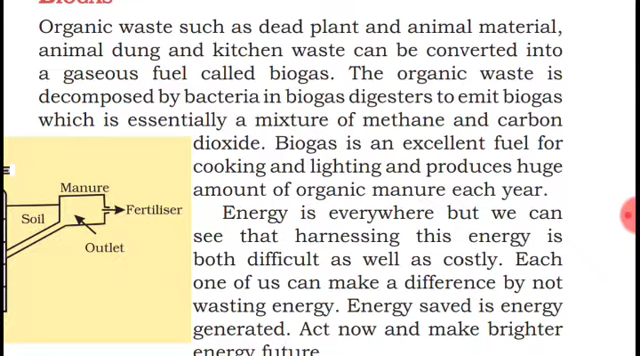 BIOGAS
Organic waste such as dead plant and animal material,
animal dung and kitchen waste can be converted into
a gaseous fuel called biogas. The organic waste is
decomposed by bacteria in biogas digesters to emit biogas
which is essentially a mixture of methane and carbon
dioxide. Biogas is an excellent fuel for
cooking and lighting and produces huge
amount of organic manure each year.
Manure
Fertiliser
Soil
Outlet
Energy is everywhere but we can
see that harnessing this energy is
both difficult as well as costly. Each
one of us can make a difference by not
wasting energy. Energy saved is energy
generated. Act now and make brighter
energy future